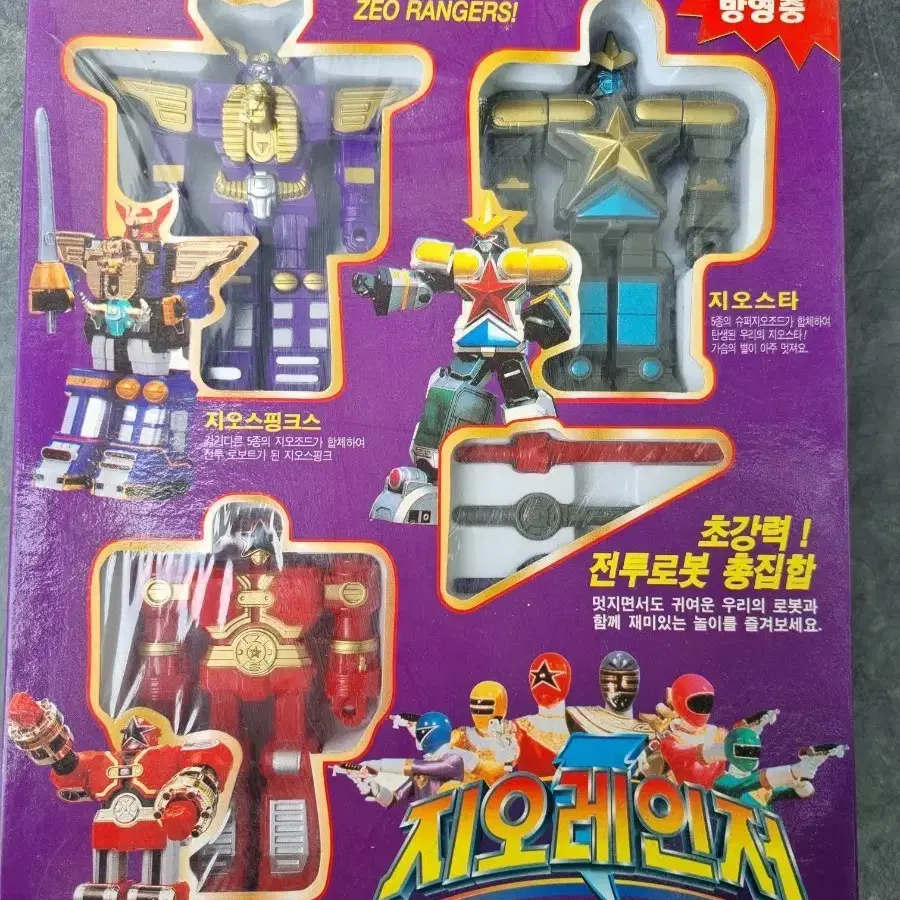 ZEO RANGERS!
방영중
지오스타
5종의 슈퍼지오조드가 합체하여
탄생된 우리의 지오스타!
가슴의 별이 아주 멋져요.
지오스핑크스
각기다른 5종의 지오조드가 합체하여
전투 로보트가 된 지오스핑크
초강력!
전투로봇 총집합
멋지면서도 귀여운 우리의 로봇과
함께 재미있는 놀이를 즐겨보세요.
지오레인저